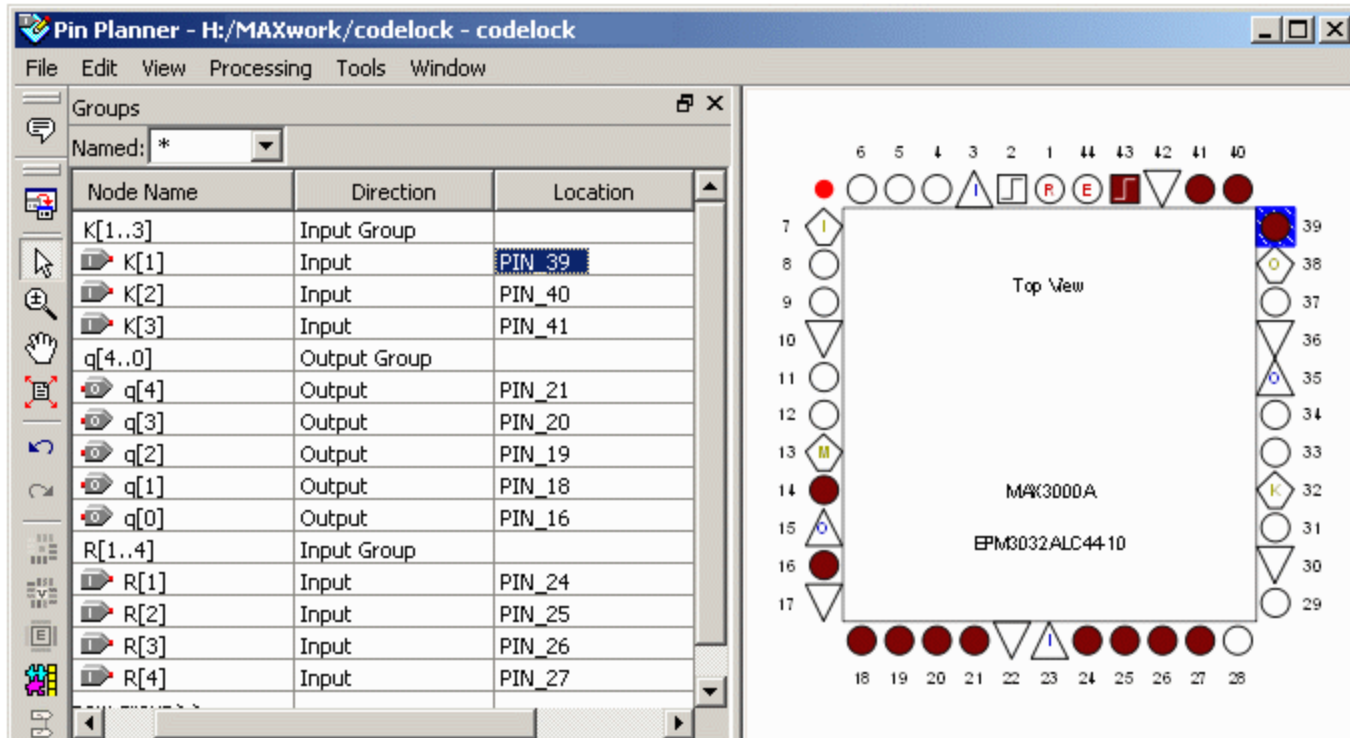 Pin Planner - H:/MAXwork/codelock - codelock
File Edit View Processing Tools Window
Groups
Named: *
Node Name Direction Location
K[1..3] Input Group
K[1] Input PIN_39
K[2] Input PIN_40
K[3] Input PIN_41
q[4..0] Output Group
q[4] Output PIN_21
q[3] Output PIN_20
q[2] Output PIN_19
q[1] Output PIN_18
q[0] Output PIN_16
R[1..4] Input Group
R[1] Input PIN_24
R[2] Input PIN_25
R[3] Input PIN_26
R[4] Input PIN_27
6 5 4 3 2 1 44 43 42 41 40
I R E
7 I 39
8 O 38
Top View
9 37
10 36
11 O 35
12 34
13 M 33
14 K 32
MAX3000A
15 O 31
EPM3032ALC44-10
16 30
17 29
I
18 19 20 21 22 23 24 25 26 27 28